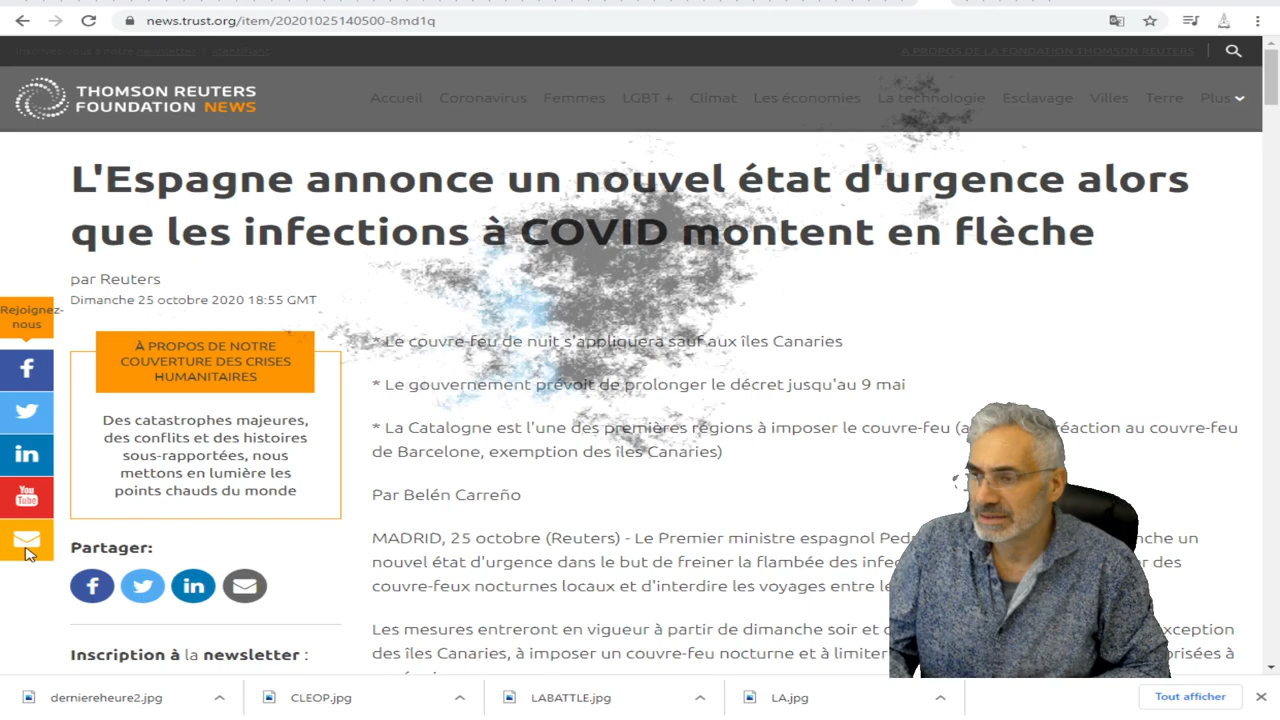 news.trust.org/item/20201025140500-8md1q
Inscrivez-vous à notre newsletter | Identifiant
A PROPOS DE LA FONDATION THOMSON REUTERS
THOMSON REUTERS
FOUNDATION NEWS
Accueil Coronavirus Femmes LGBT + Climat Les économies La technologie Esclavage Villes Terre Plus
L'Espagne annonce un nouvel état d'urgence alors
que les infections à COVID montent en flèche
par Reuters
Dimanche 25 octobre 2020 18:55 GMT
Rejoignez-
nous
You
Tube
À PROPOS DE NOTRE
COUVERTURE DES CRISES
HUMANITAIRES
Des catastrophes majeures,
des conflits et des histoires
sous-rapportées, nous
mettons en lumière les
points chauds du monde
Partager:
Inscription à la newsletter :
* Le couvre-feu de nuit s'appliquera sauf aux îles Canaries
* Le gouvernement prévoit de prolonger le décret jusqu'au 9 mai
* La Catalogne est l'une des premières régions à imposer le couvre-feu (a réaction au couvre-feu
de Barcelone, exemption des îles Canaries)
Par Belén Carreño
MADRID, 25 octobre (Reuters) - Le Premier ministre espagnol un
nouvel état d'urgence dans le but de freiner la flambée des des
couvre-feux nocturnes locaux et d'interdire les voyages entre
Les mesures entreront en vigueur à partir de dimanche soir et
des îles Canaries, à imposer un couvre-feu nocturne et à limiter à
derniereheure2.jpg
CLEOP.jpg
LABATTLE.jpg
LA.jpg
Tout afficher